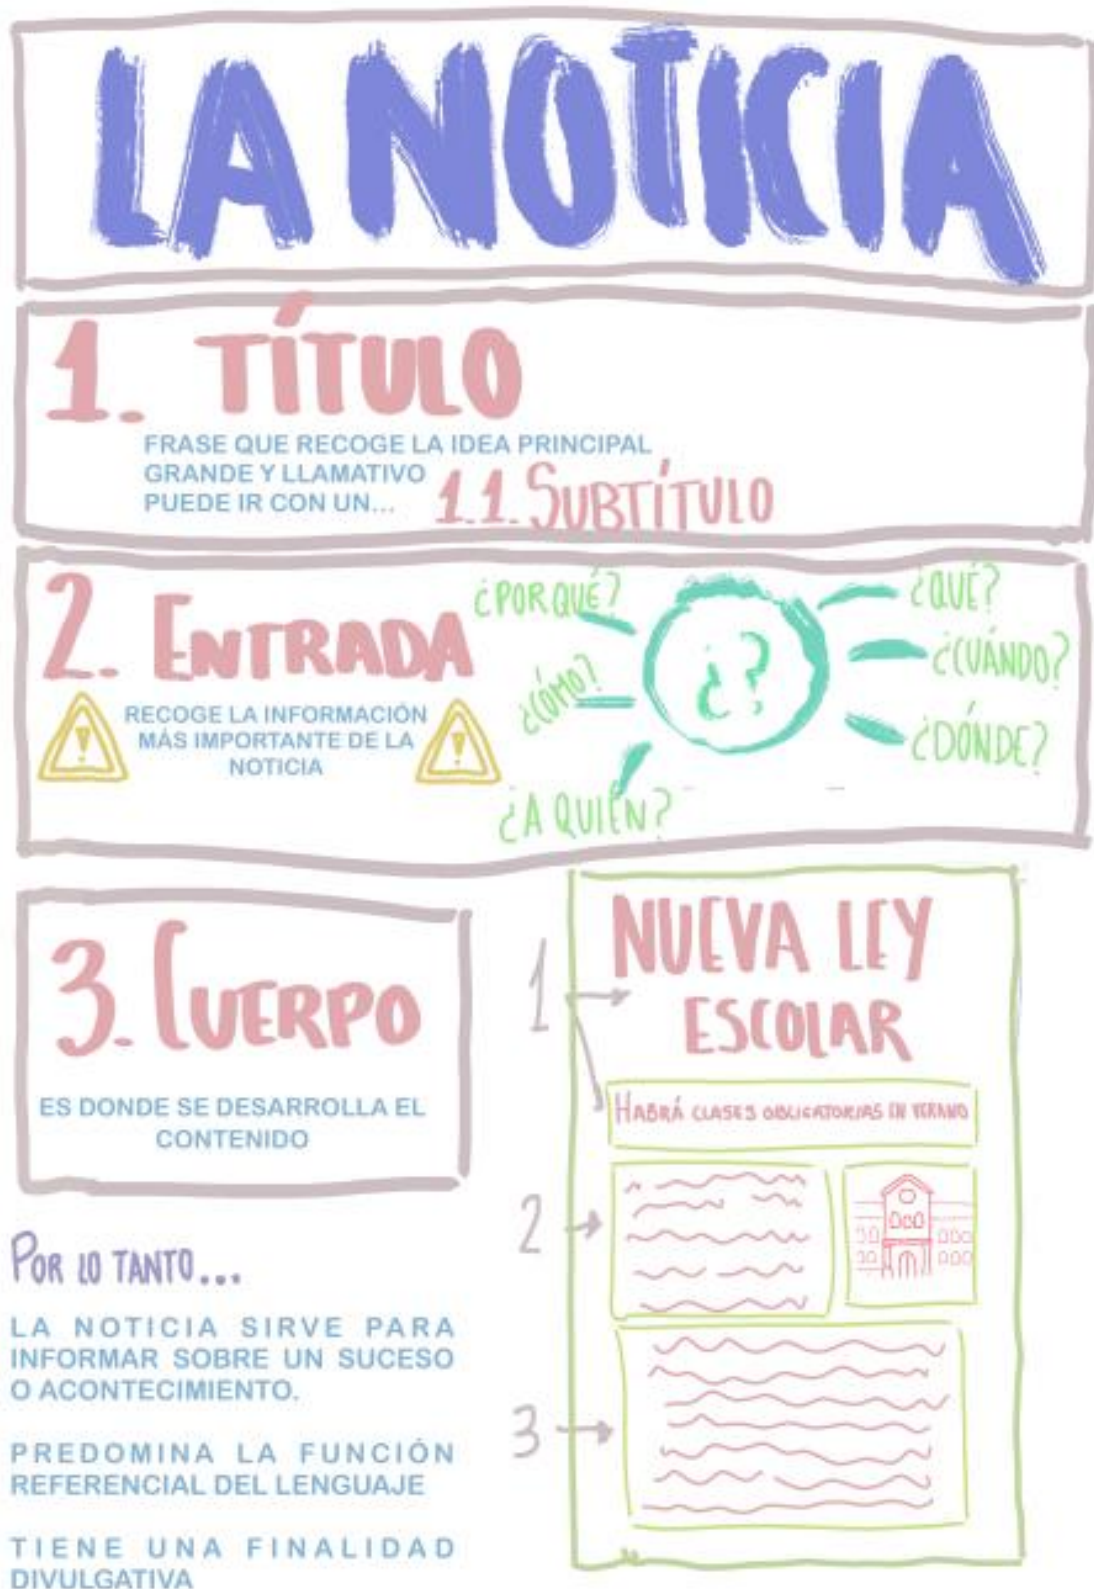 LA NOTICIA
1. TÍTULO
FRASE QUE RECOGE LA IDEA PRINCIPAL
GRANDE Y LLAMATIVO
PUEDE IR CON UN...
1.1. SUBTÍTULO
2. ENTRADA
RECOGE LA INFORMACIÓN
MÁS IMPORTANTE DE LA
NOTICIA
¿PORQUÉ?
¿CÓMO?
¿A QUIÉN?
¿?
¿QUÉ?
¿CUÁNDO?
¿DÓNDE?
3. CUERPO
ES DONDE SE DESARROLLA EL
CONTENIDO
POR LO TANTO...
LA NOTICIA SIRVE PARA
INFORMAR SOBRE UN SUCESO
O ACONTECIMIENTO.
PREDOMINA LA FUNCIÓN
REFERENCIAL DEL LENGUAJE
TIENE UNA FINALIDAD
DIVULGATIVA
1
NUEVA LEY
ESCOLAR
HABRÁ CLASES OBLIGATORIAS EN VERANO
2
3